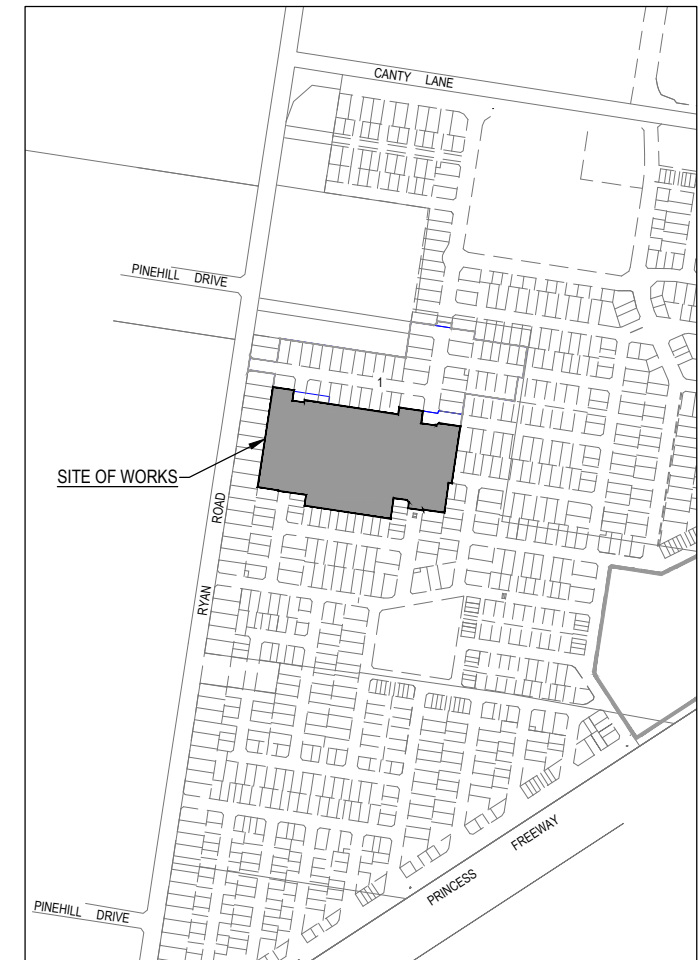 CANTY LANE
PINEHILL DRIVE
1
SITE OF WORKS
RYAN ROAD
PRINCESS FREEWAY
PINEHILL DRIVE